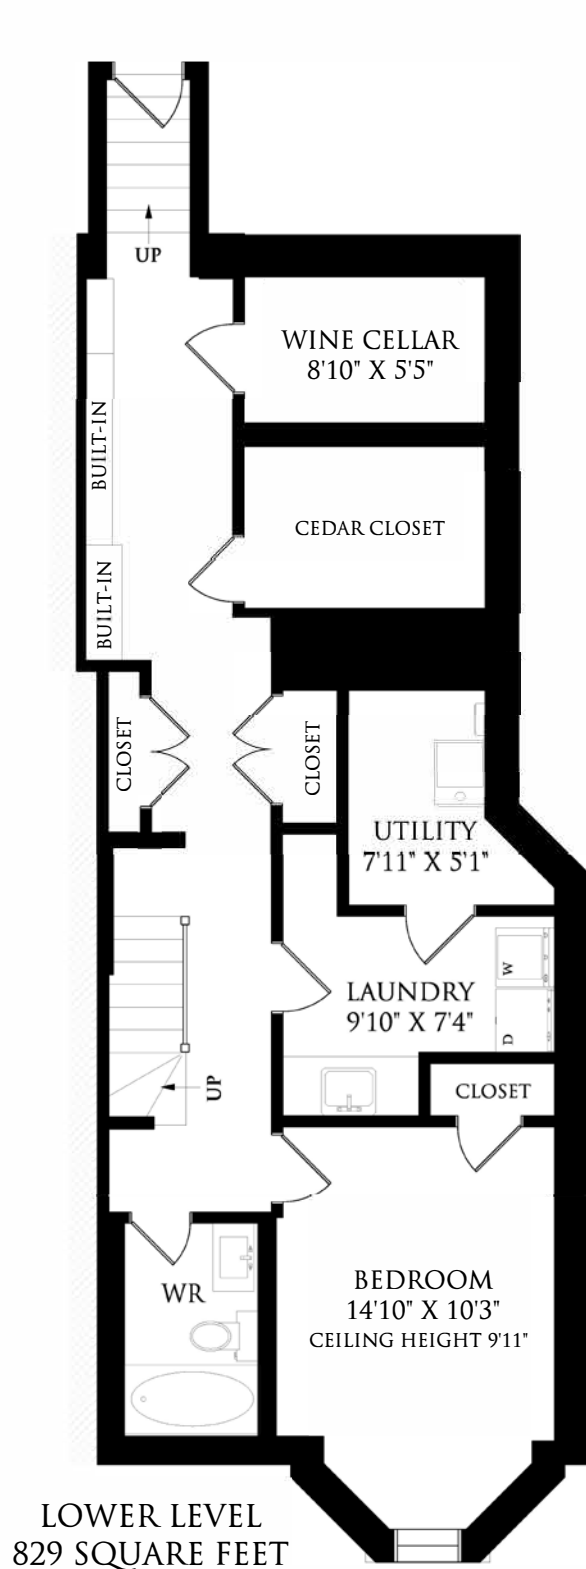 UP
WINE CELLAR
8'10" X 5'5"
BUILT-IN
CEDAR CLOSET
BUILT-IN
CLOSET
CLOSET
UTILITY
7'11" X 5'1"
W
LAUNDRY
9'10" X 7'4"
D
UP
CLOSET
WR
BEDROOM
14'10" X 10'3"
CEILING HEIGHT 9'11"
LOWER LEVEL
829 SQUARE FEET